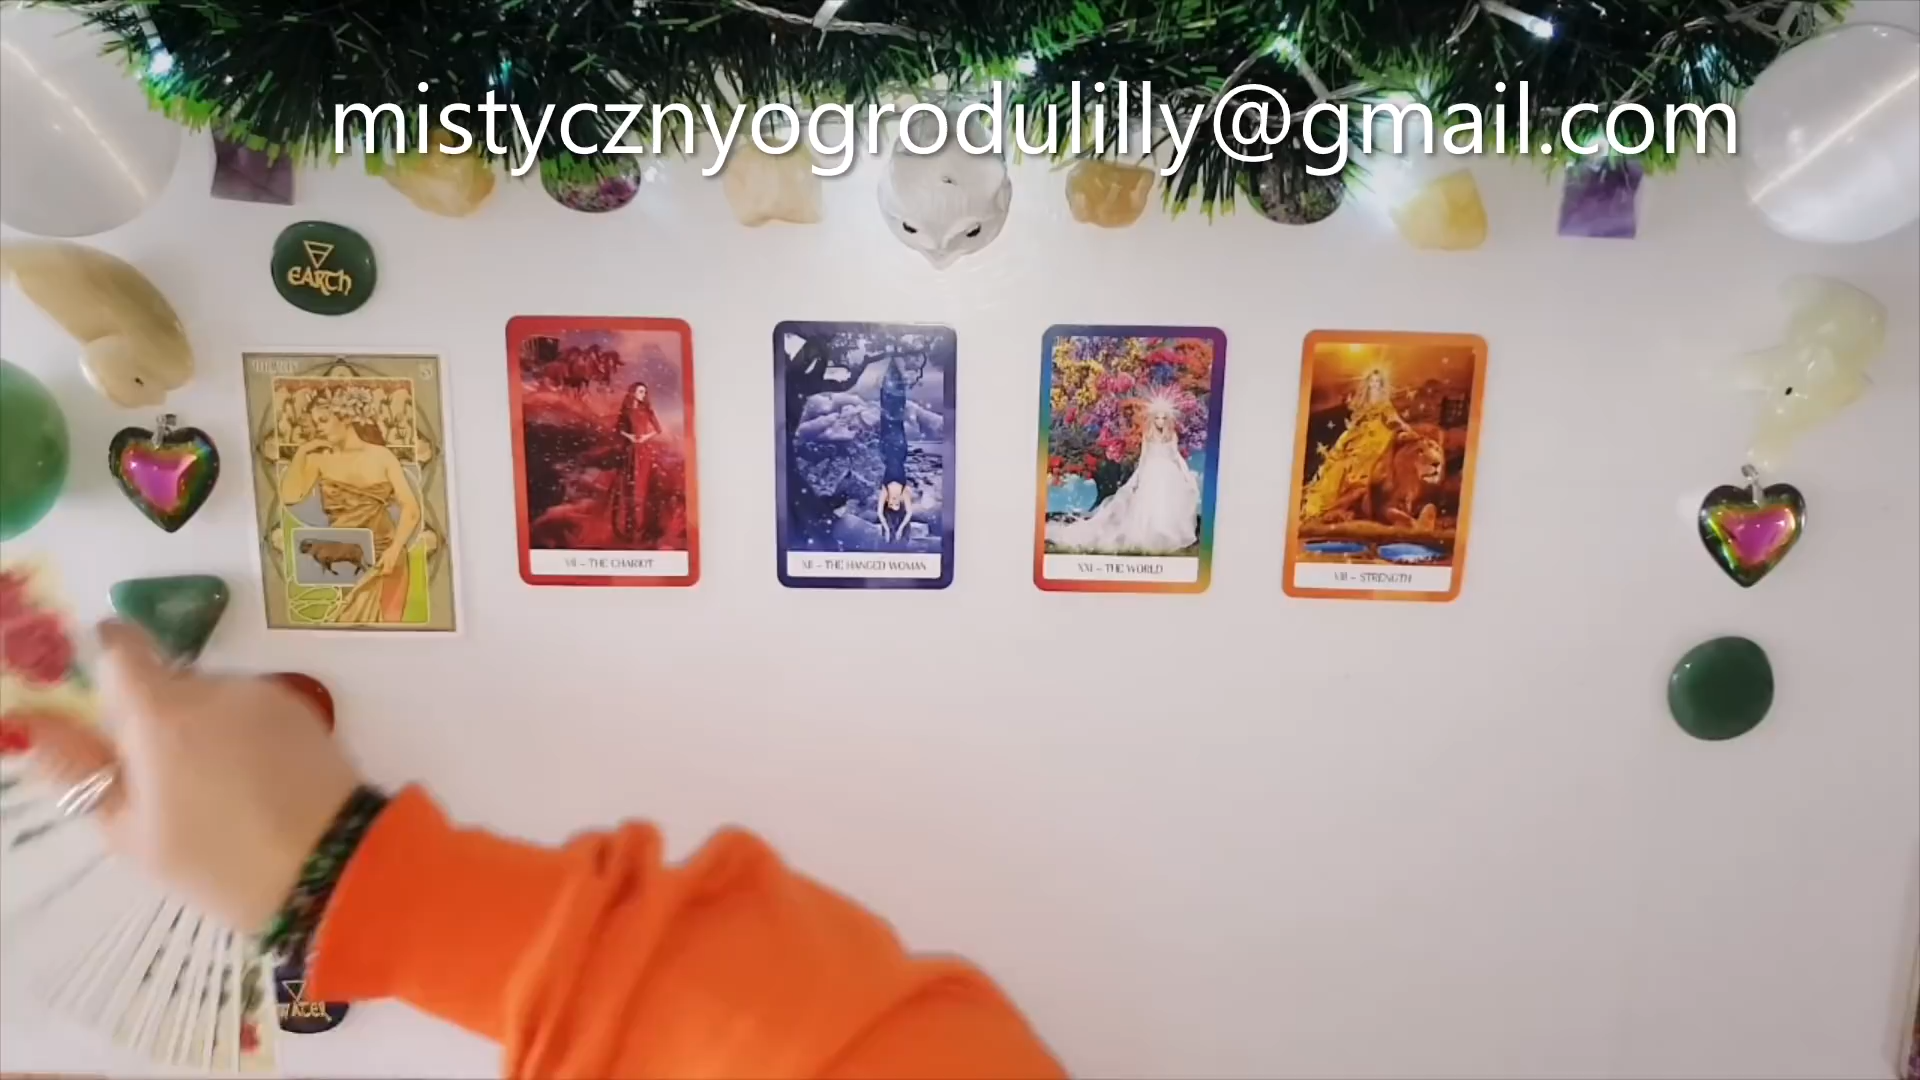 mistycznyogrodulilly@gmail.com
EARTH
VII – THE CHARIOT
XII – THE HANGED WOMAN
XXI – THE WORLD
VIII – STRENGTH
WATER